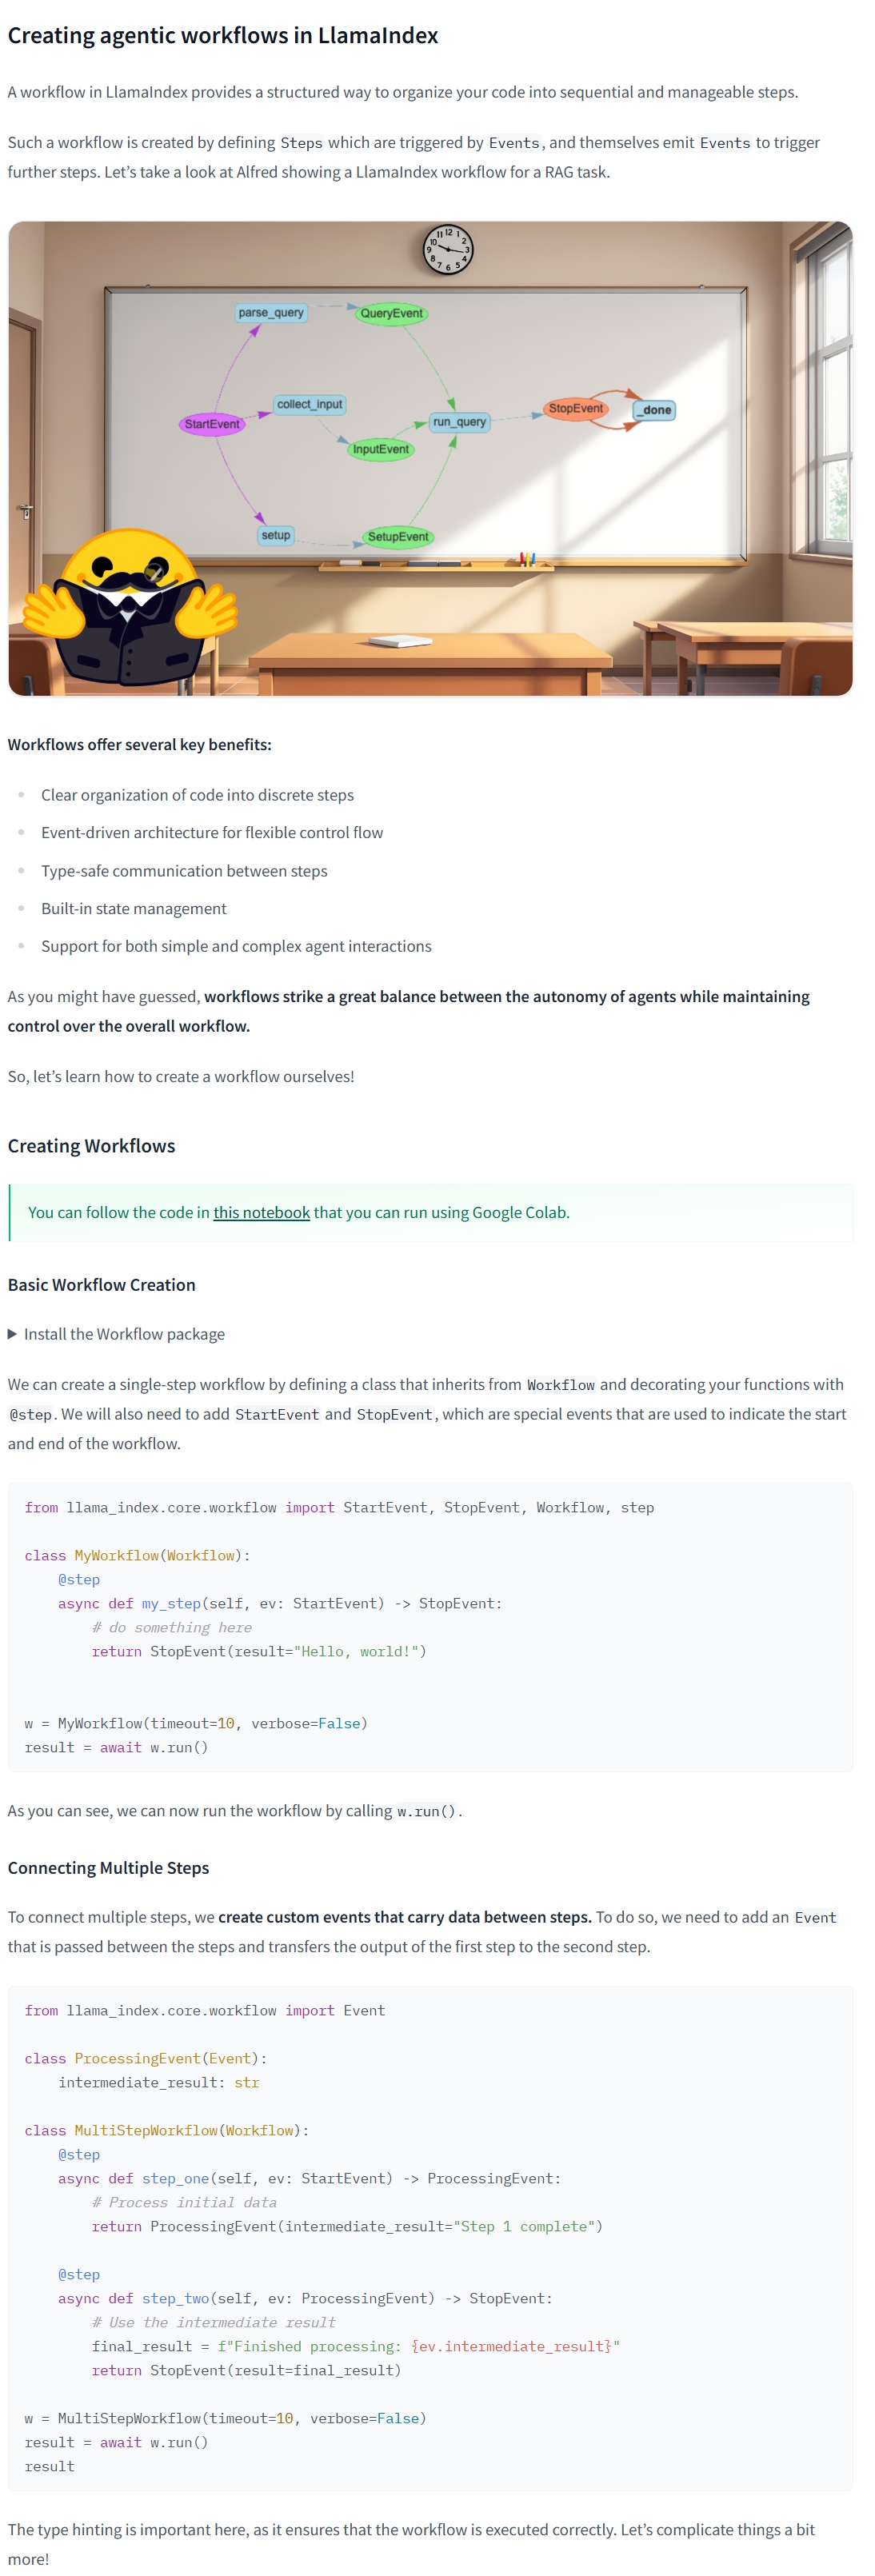 Creating agentic workflows in LlamaIndex
A workflow in LlamaIndex provides a structured way to organize your code into sequential and manageable steps.
Such a workflow is created by defining Steps which are triggered by Events, and themselves emit Events to trigger
further steps. Let’s take a look at Alfred showing a LlamaIndex workflow for a RAG task.
11 12 1
10 2
9 3
8 4
7 6 5
parse_query
QueryEvent
collect_input
StartEvent
run_query
StopEvent
_done
InputEvent
setup
SetupEvent
Workflows offer several key benefits:
Clear organization of code into discrete steps
Event-driven architecture for flexible control flow
Type-safe communication between steps
Built-in state management
Support for both simple and complex agent interactions
As you might have guessed, workflows strike a great balance between the autonomy of agents while maintaining
control over the overall workflow.
So, let’s learn how to create a workflow ourselves!
Creating Workflows
You can follow the code in this notebook that you can run using Google Colab.
Basic Workflow Creation
Install the Workflow package
We can create a single-step workflow by defining a class that inherits from Workflow and decorating your functions with
@step. We will also need to add StartEvent and StopEvent, which are special events that are used to indicate the start
and end of the workflow.
from llama_index.core.workflow import StartEvent, StopEvent, Workflow, step
class MyWorkflow(Workflow):
    @step
    async def my_step(self, ev: StartEvent) -> StopEvent:
        # do something here
        return StopEvent(result="Hello, world!")
w = MyWorkflow(timeout=10, verbose=False)
result = await w.run()
As you can see, we can now run the workflow by calling w.run().
Connecting Multiple Steps
To connect multiple steps, we create custom events that carry data between steps. To do so, we need to add an Event
that is passed between the steps and transfers the output of the first step to the second step.
from llama_index.core.workflow import Event
class ProcessingEvent(Event):
    intermediate_result: str
class MultiStepWorkflow(Workflow):
    @step
    async def step_one(self, ev: StartEvent) -> ProcessingEvent:
        # Process initial data
        return ProcessingEvent(intermediate_result="Step 1 complete")
    @step
    async def step_two(self, ev: ProcessingEvent) -> StopEvent:
        # Use the intermediate result
        final_result = f"Finished processing: {ev.intermediate_result}"
        return StopEvent(result=final_result)
w = MultiStepWorkflow(timeout=10, verbose=False)
result = await w.run()
result
The type hinting is important here, as it ensures that the workflow is executed correctly. Let’s complicate things a bit
more!